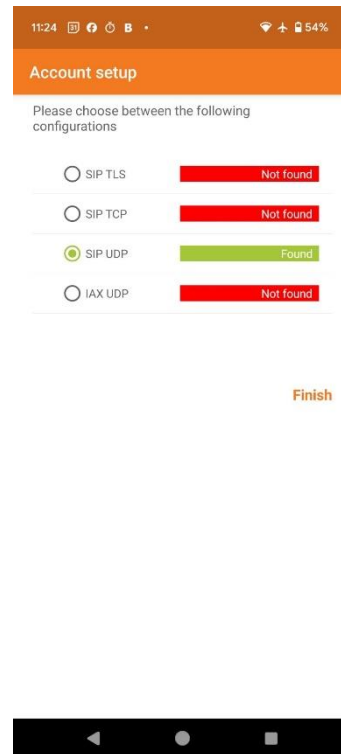 11:24 31 B • 54%
Account setup
Please choose between the following
configurations
SIP TLS Not found
SIP TCP Not found
SIP UDP Found
IAX UDP Not found
Finish